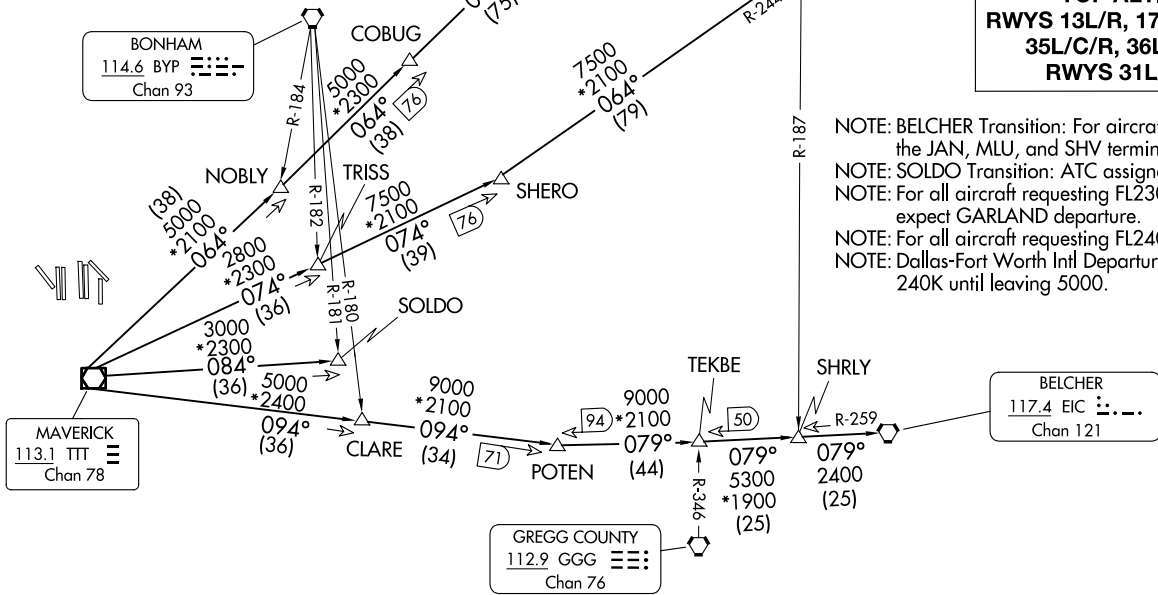 TOP ALTI
RWYS 13L/R, 17
35L/C/R, 36L
RWYS 31L
(75)
R-244
BONHAM
114.6 BYP
Chan 93
COBUG
5000
*2300
064°
(38)
76
7500
*2100
064°
(79)
R-184
R-187
NOTE: BELCHER Transition: For aircra
the JAN, MLU, and SHV termin
NOTE: SOLDO Transition: ATC assigne
NOTE: For all aircraft requesting FL230
expect GARLAND departure.
NOTE: For all aircraft requesting FL240
NOTE: Dallas-Fort Worth Intl Departur
240K until leaving 5000.
NOBLY
TRISS
SHERO
R-182
7500
*2100
074°
(39)
76
(38)
5000
*2100
064°
2800
*2300
074°
(36)
R-181
R-180
SOLDO
3000
*2300
084°
(36)
5000
*2400
094°
(36)
CLARE
9000
*2100
094°
(34)
71
POTEN
94
9000
*2100
079°
(44)
TEKBE
50
SHRLY
R-259
079°
5300
*1900
(25)
079°
2400
(25)
BELCHER
117.4 EIC
Chan 121
MAVERICK
113.1 TTT
Chan 78
R-346
GREGG COUNTY
112.9 GGG
Chan 76